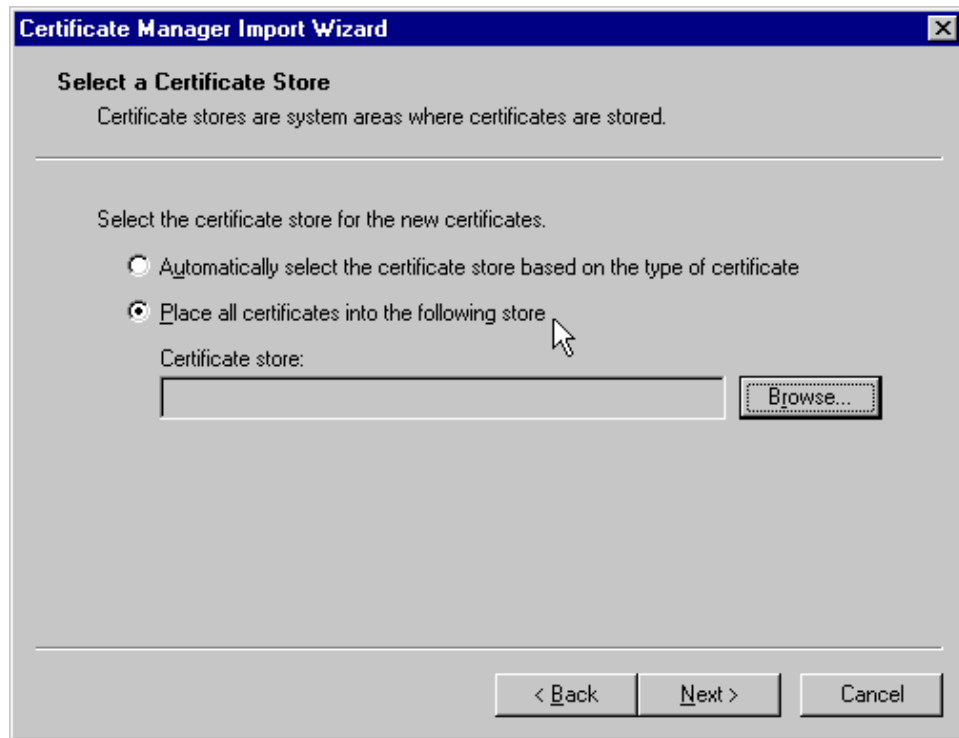 Certificate Manager Import Wizard
Select a Certificate Store
Certificate stores are system areas where certificates are stored.
Select the certificate store for the new certificates.
Automatically select the certificate store based on the type of certificate
Place all certificates into the following store
Certificate store:
Browse...
< Back Next > Cancel